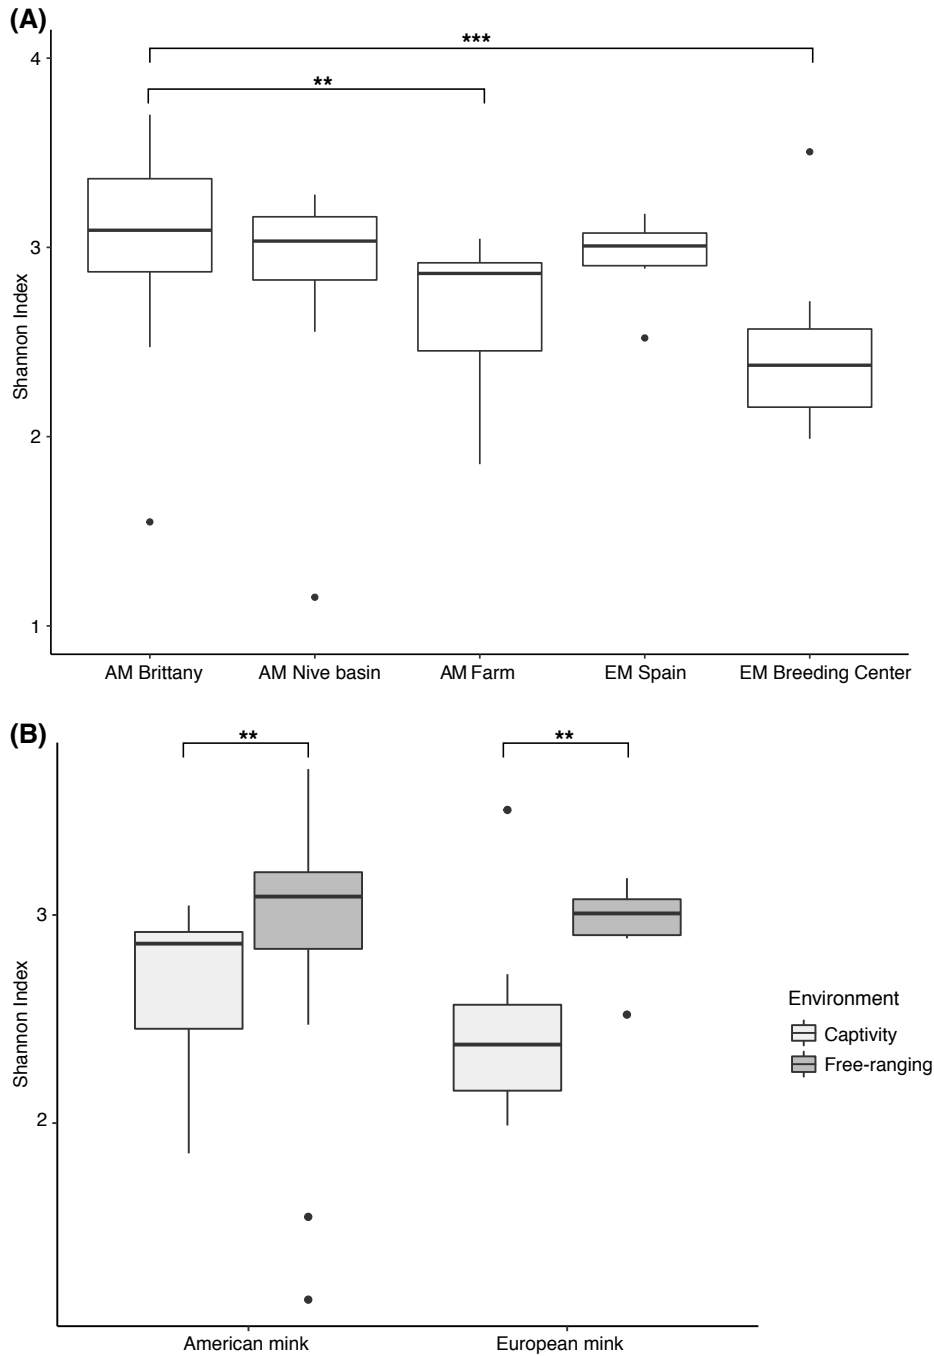 (A)
***
**
4
3
2
1
Shannon Index
AM Brittany AM Nive basin AM Farm EM Spain EM Breeding Center
(B)
** **
3
2
Shannon Index
Environment
Captivity
Free-ranging
American mink European mink